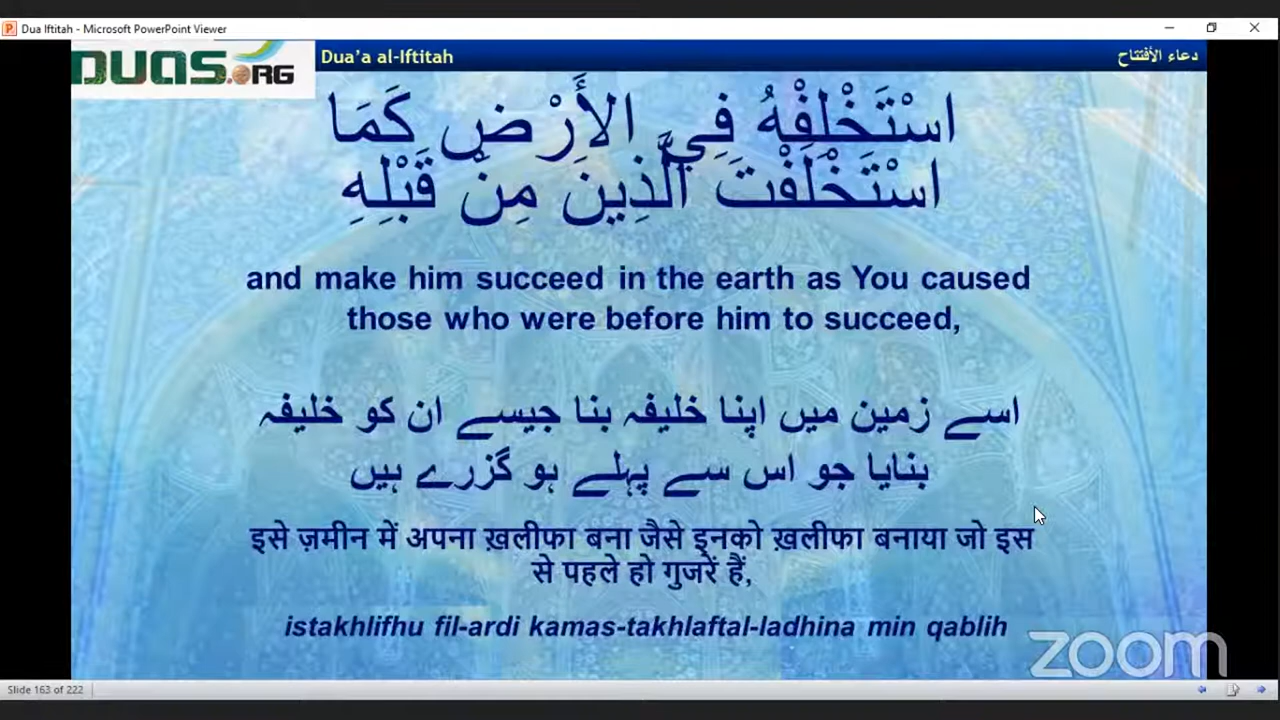 Dua Iftitah - Microsoft PowerPoint Viewer
DUAS.ORG
Dua'a al-Iftitah
دعاء الأفتتاح
اسْتَخْلِفْهُ فِي الأَرْضِ كَمَا
اسْتَخْلَفْتَ الَّذِينَ مِنْ قَبْلِهِ
and make him succeed in the earth as You caused
those who were before him to succeed,
اسے زمین میں اپنا خلیفہ بنا جیسے ان کو خلیفہ
بنایا جو اس سے پہلے ہو گزرے ہیں
इसे ज़मीन में अपना ख़लीफा बना जैसे इनको ख़लीफा बनाया जो इस
से पहले हो गुजरें हैं,
istakhlifhu fil-ardi kamas-takhlaftal-ladhina min qablih
zoom
Slide 163 of 222